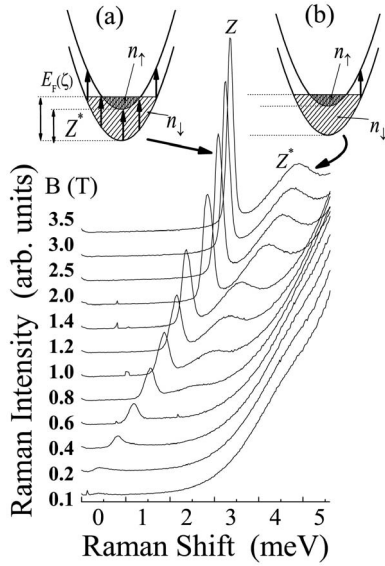 (a)
Z
(b)
n↑
n↑
E_F(ζ)
Z*
n↓
n↓
Z*
B (T)
3.5
3.0
2.5
2.0
1.4
1.2
1.0
0.8
0.6
0.4
0.2
0.1
Raman Intensity (arb. units)
0 1 2 3 4 5
Raman Shift (meV)